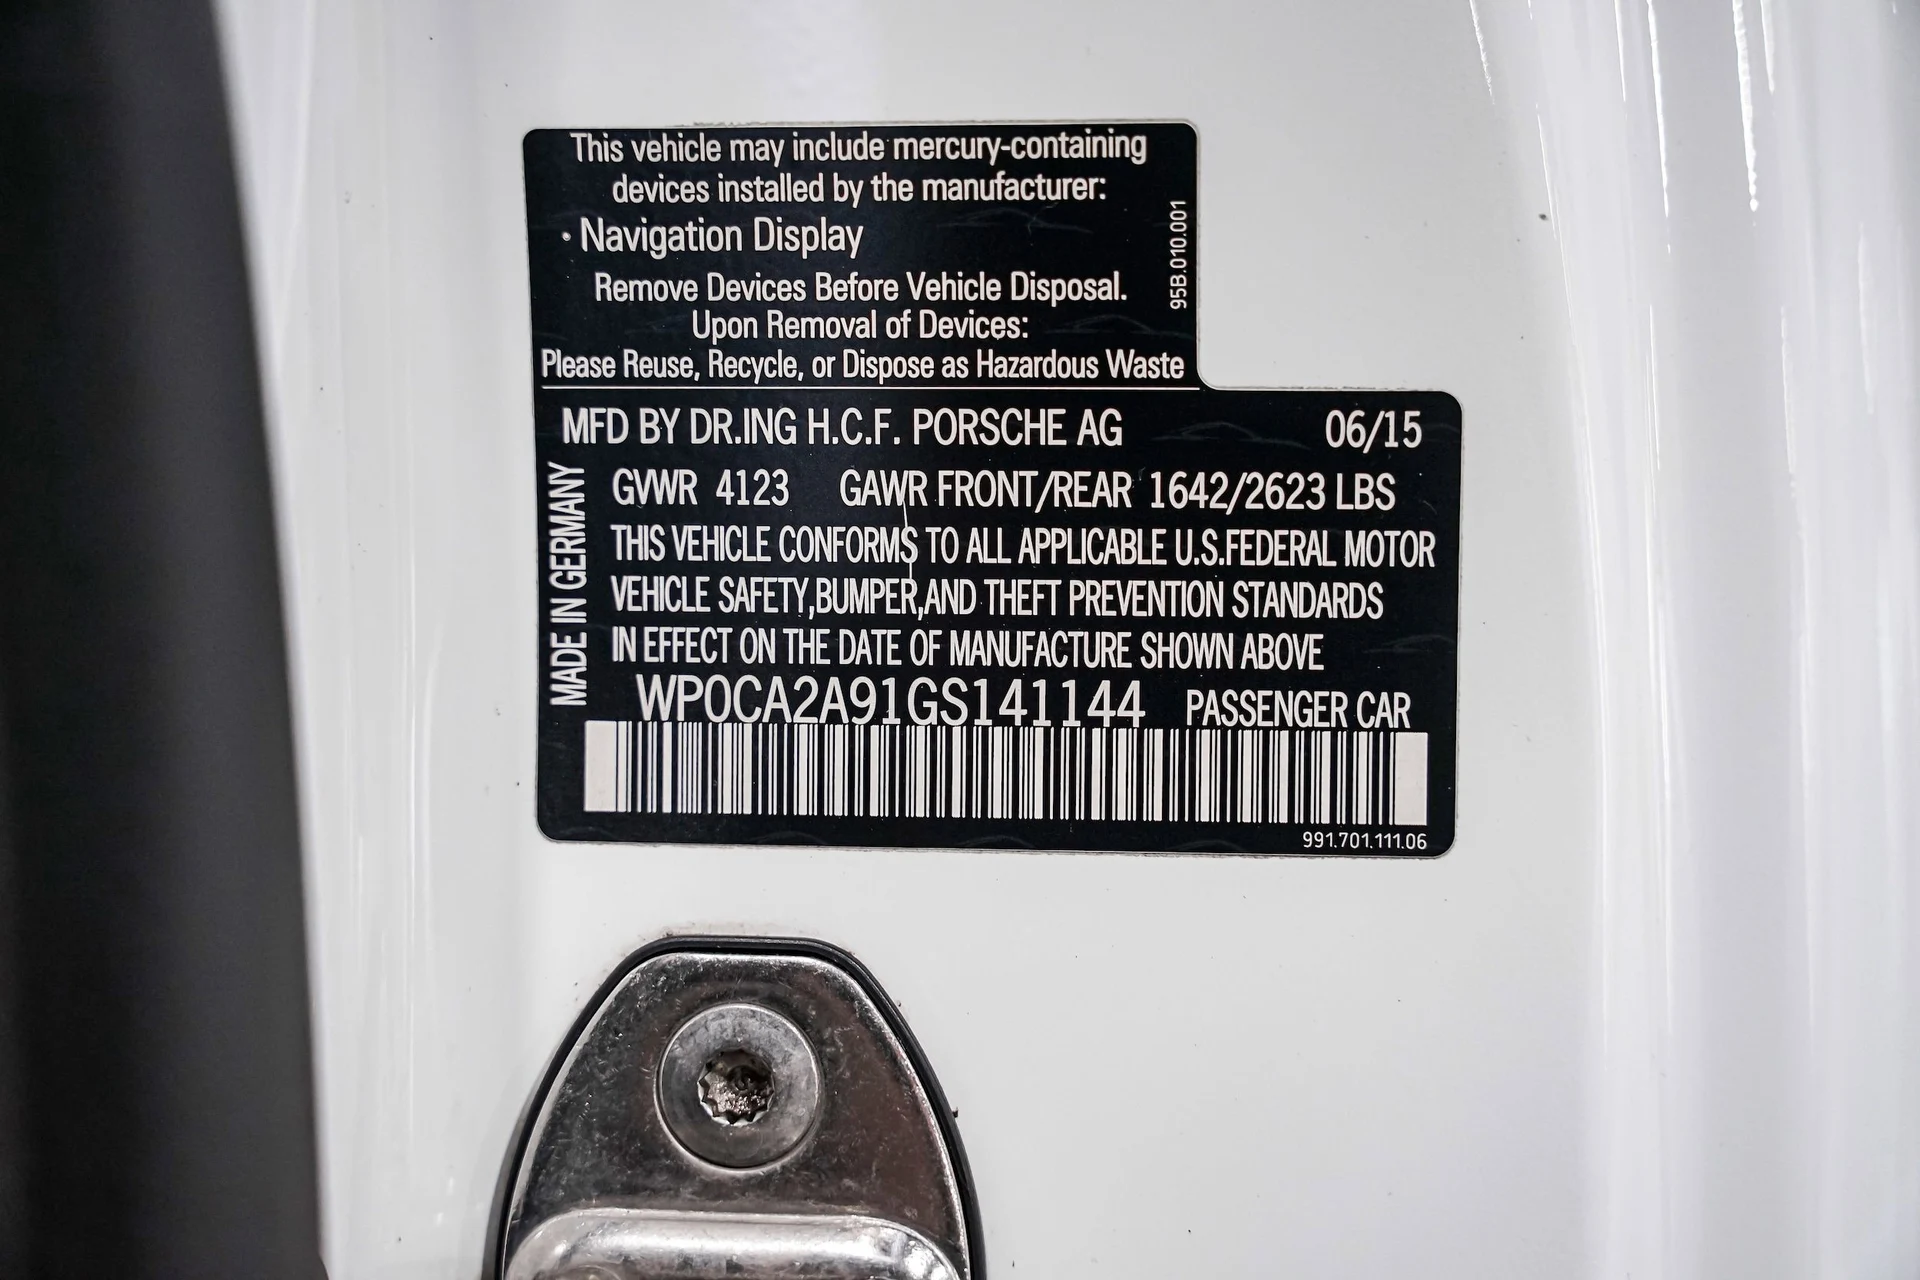 This vehicle may include mercury-containing
devices installed by the manufacturer:
· Navigation Display
Remove Devices Before Vehicle Disposal.
Upon Removal of Devices:
Please Reuse, Recycle, or Dispose as Hazardous Waste
95B.010.001
MFD BY DR.ING H.C.F. PORSCHE AG 06/15
GVWR 4123 GAWR FRONT/REAR 1642/2623 LBS
THIS VEHICLE CONFORMS TO ALL APPLICABLE U.S.FEDERAL MOTOR
VEHICLE SAFETY,BUMPER,AND THEFT PREVENTION STANDARDS
IN EFFECT ON THE DATE OF MANUFACTURE SHOWN ABOVE
MADE IN GERMANY
WP0CA2A91GS141144 PASSENGER CAR
991.701.111.06